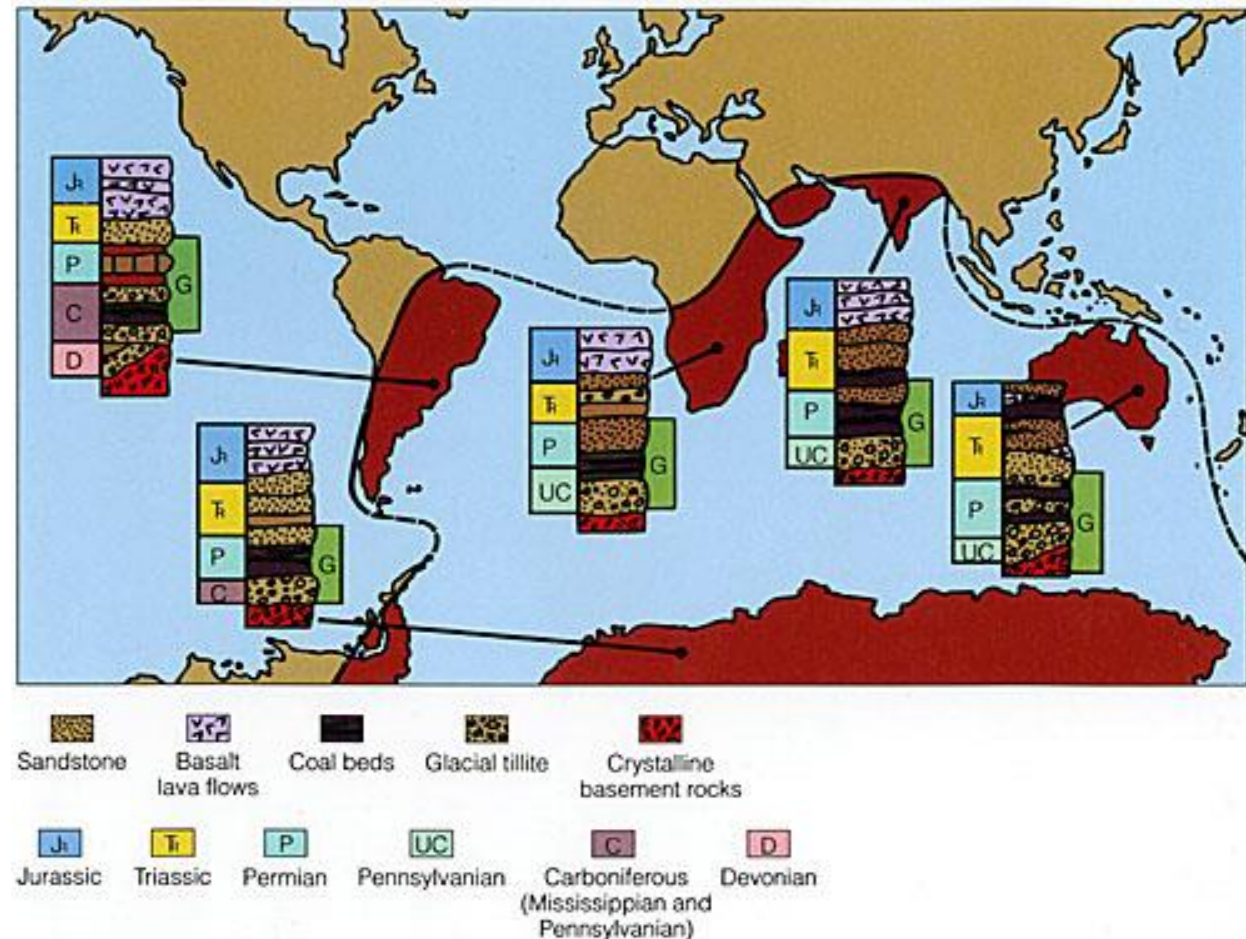 JR
TR
P
C
D
G
JR
TR
P
C
G
JR
TR
P
UC
G
JR
TR
P
UC
G
JR
TR
P
UC
G
Sandstone
Basalt
lava flows
Coal beds
Glacial tillite
Crystalline
basement rocks
JR
TR
P
UC
C
D
Jurassic
Triassic
Permian
Pennsylvanian
Carboniferous
(Mississippian and
Pennsylvanian)
Devonian